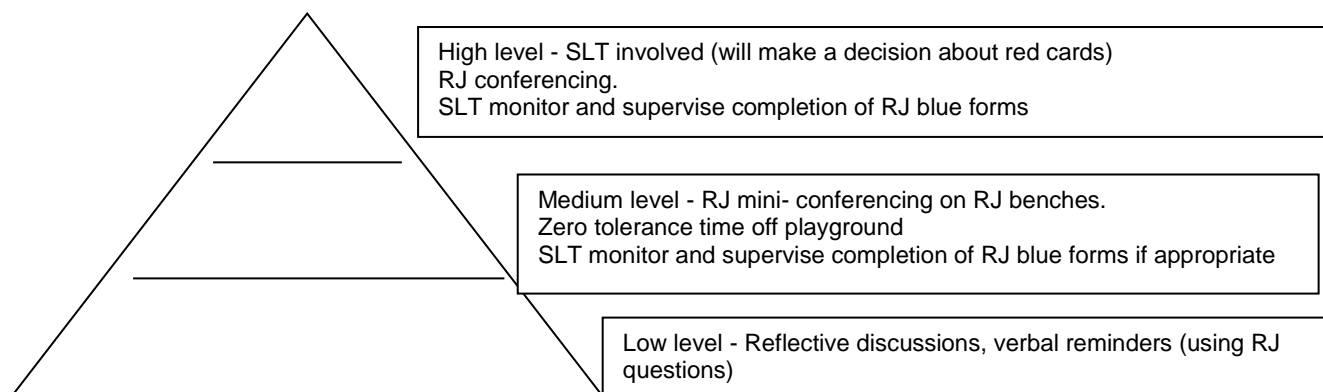 High level - SLT involved (will make a decision about red cards)
RJ conferencing.
SLT monitor and supervise completion of RJ blue forms
Medium level - RJ mini- conferencing on RJ benches.
Zero tolerance time off playground
SLT monitor and supervise completion of RJ blue forms if appropriate
Low level - Reflective discussions, verbal reminders (using RJ
questions)